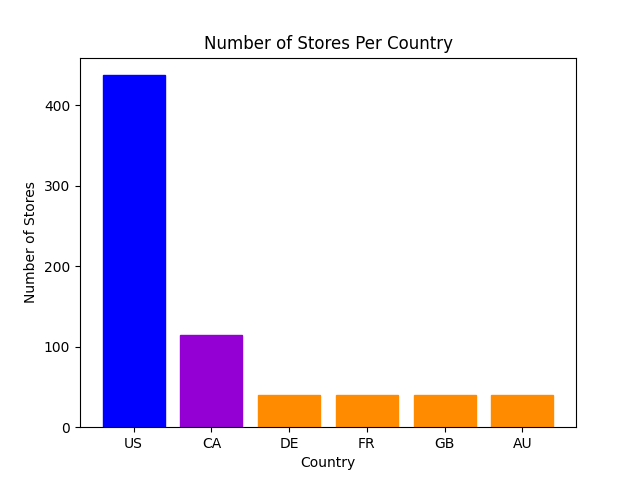 Number of Stores Per Country
Number of Stores
400
300
200
100
0
US CA DE FR GB AU
Country